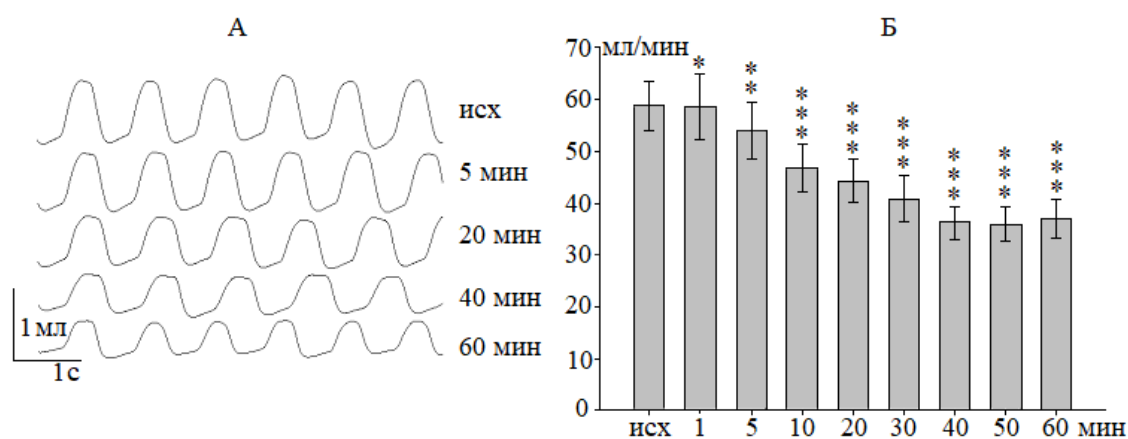 А
исх
5 мин
20 мин
40 мин
60 мин
1 мл
1 с
Б
мл/мин
70
60
50
40
30
20
10
0
* ** *** *** *** *** *** ***
исх 1 5 10 20 30 40 50 60 мин